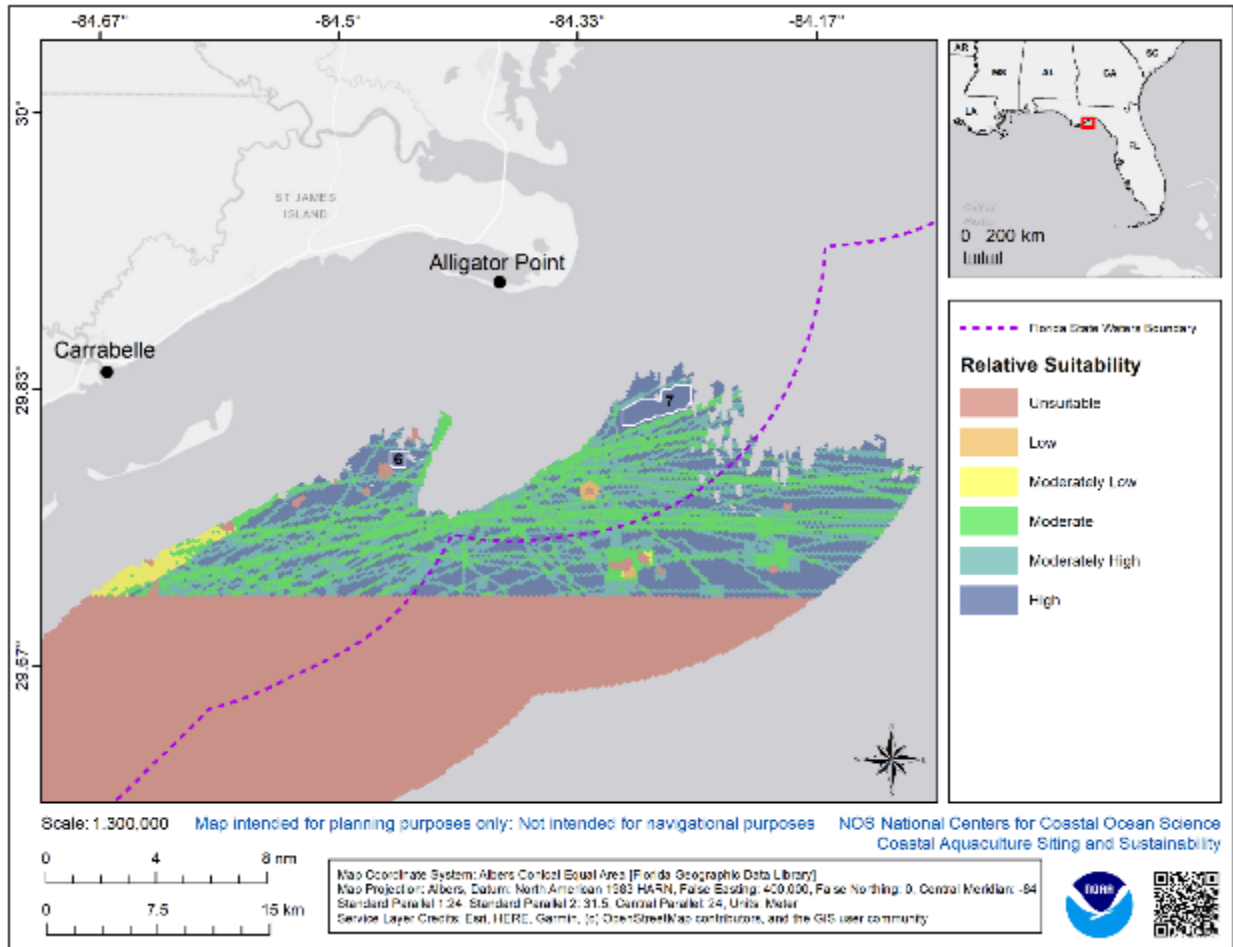 -84.67° -84.5° -84.33° -84.17°
30°
29.83°
29.67°
ST JAMES
ISLAND
Alligator Point
Carrabelle
7
6
AR
MS
AL
GA
SC
LA
FL
Gulf of
0 200 km
Florida State Waters Boundary
Relative Suitability
Unsuitable
Low
Moderately Low
Moderate
Moderately High
High
Scale: 1:300,000 Map intended for planning purposes only: Not intended for navigational purposes
NOS National Centers for Coastal Ocean Science
Coastal Aquaculture Siting and Sustainability
0 4 8 nm
0 7.5 15 km
Map Coordinate System: Albers Conical Equal Area [Florida Geographic Data Library]
Map Projection: Albers, Datum: North American 1983 HARN, False Easting: 400,000, False Northing: 0, Central Meridian: -84
Standard Parallel 1:24, Standard Parallel 2: 31.5, Central Parallel: 24, Units: Meter
Service Layer Credits: Esri, HERE, Garmin, (c) OpenStreetMap contributors, and the GIS user community
NOAA